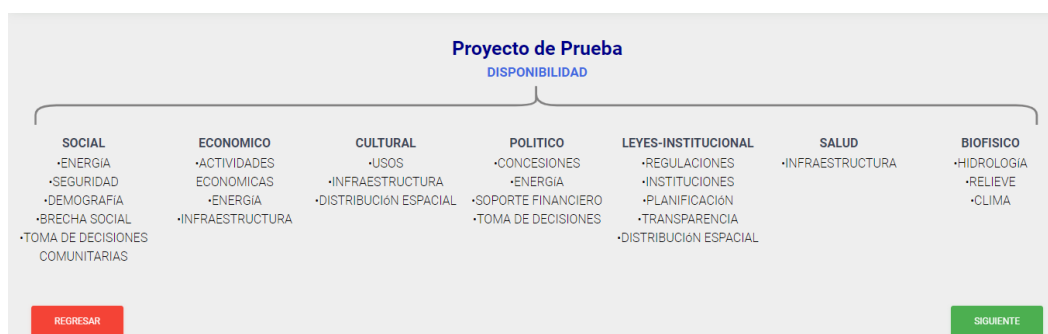 Proyecto de Prueba
DISPONIBILIDAD
SOCIAL
•ENERGíA
•SEGURIDAD
•DEMOGRAFíA
•BRECHA SOCIAL
•TOMA DE DECISIONES
COMUNITARIAS
ECONOMICO
•ACTIVIDADES
ECONOMICAS
•ENERGíA
•INFRAESTRUCTURA
CULTURAL
•USOS
•INFRAESTRUCTURA
•DISTRIBUCIóN ESPACIAL
POLITICO
•CONCESIONES
•ENERGíA
•SOPORTE FINANCIERO
•TOMA DE DECISIONES
LEYES-INSTITUCIONAL
•REGULACIONES
•INSTITUCIONES
•PLANIFICACIóN
•TRANSPARENCIA
•DISTRIBUCIóN ESPACIAL
SALUD
•INFRAESTRUCTURA
BIOFISICO
•HIDROLOGíA
•RELIEVE
•CLIMA
REGRESAR
SIGUIENTE